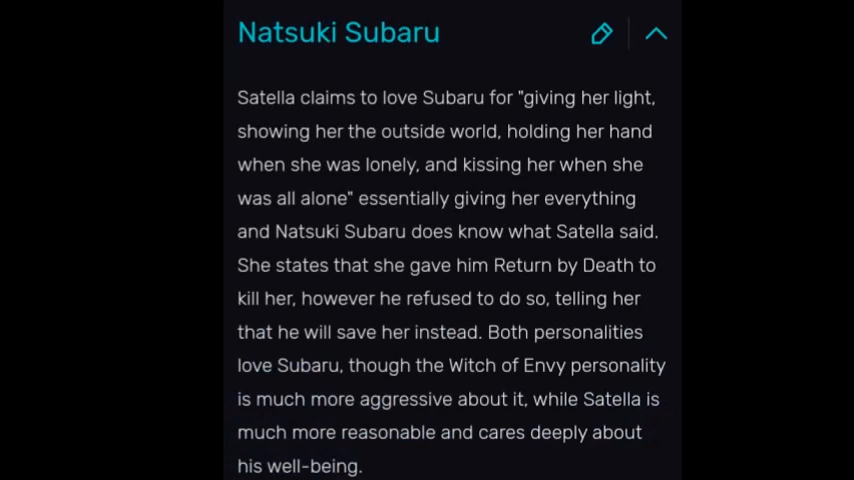 Natsuki Subaru
Satella claims to love Subaru for "giving her light,
showing her the outside world, holding her hand
when she was lonely, and kissing her when she
was all alone" essentially giving her everything
and Natsuki Subaru does know what Satella said.
She states that she gave him Return by Death to
kill her, however he refused to do so, telling her
that he will save her instead. Both personalities
love Subaru, though the Witch of Envy personality
is much more aggressive about it, while Satella is
much more reasonable and cares deeply about
his well-being.